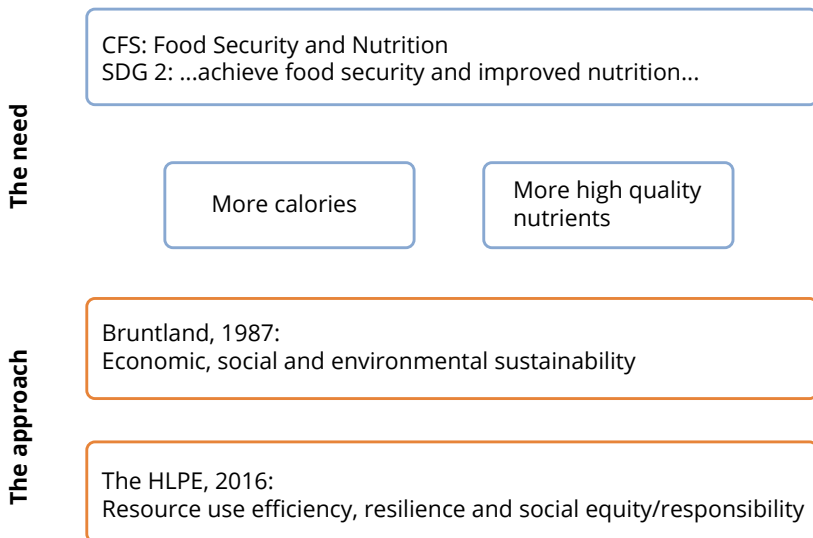 The need
CFS: Food Security and Nutrition
SDG 2: ...achieve food security and improved nutrition...
More calories
More high quality
nutrients
The approach
Bruntland, 1987:
Economic, social and environmental sustainability
The HLPE, 2016:
Resource use efficiency, resilience and social equity/responsibility